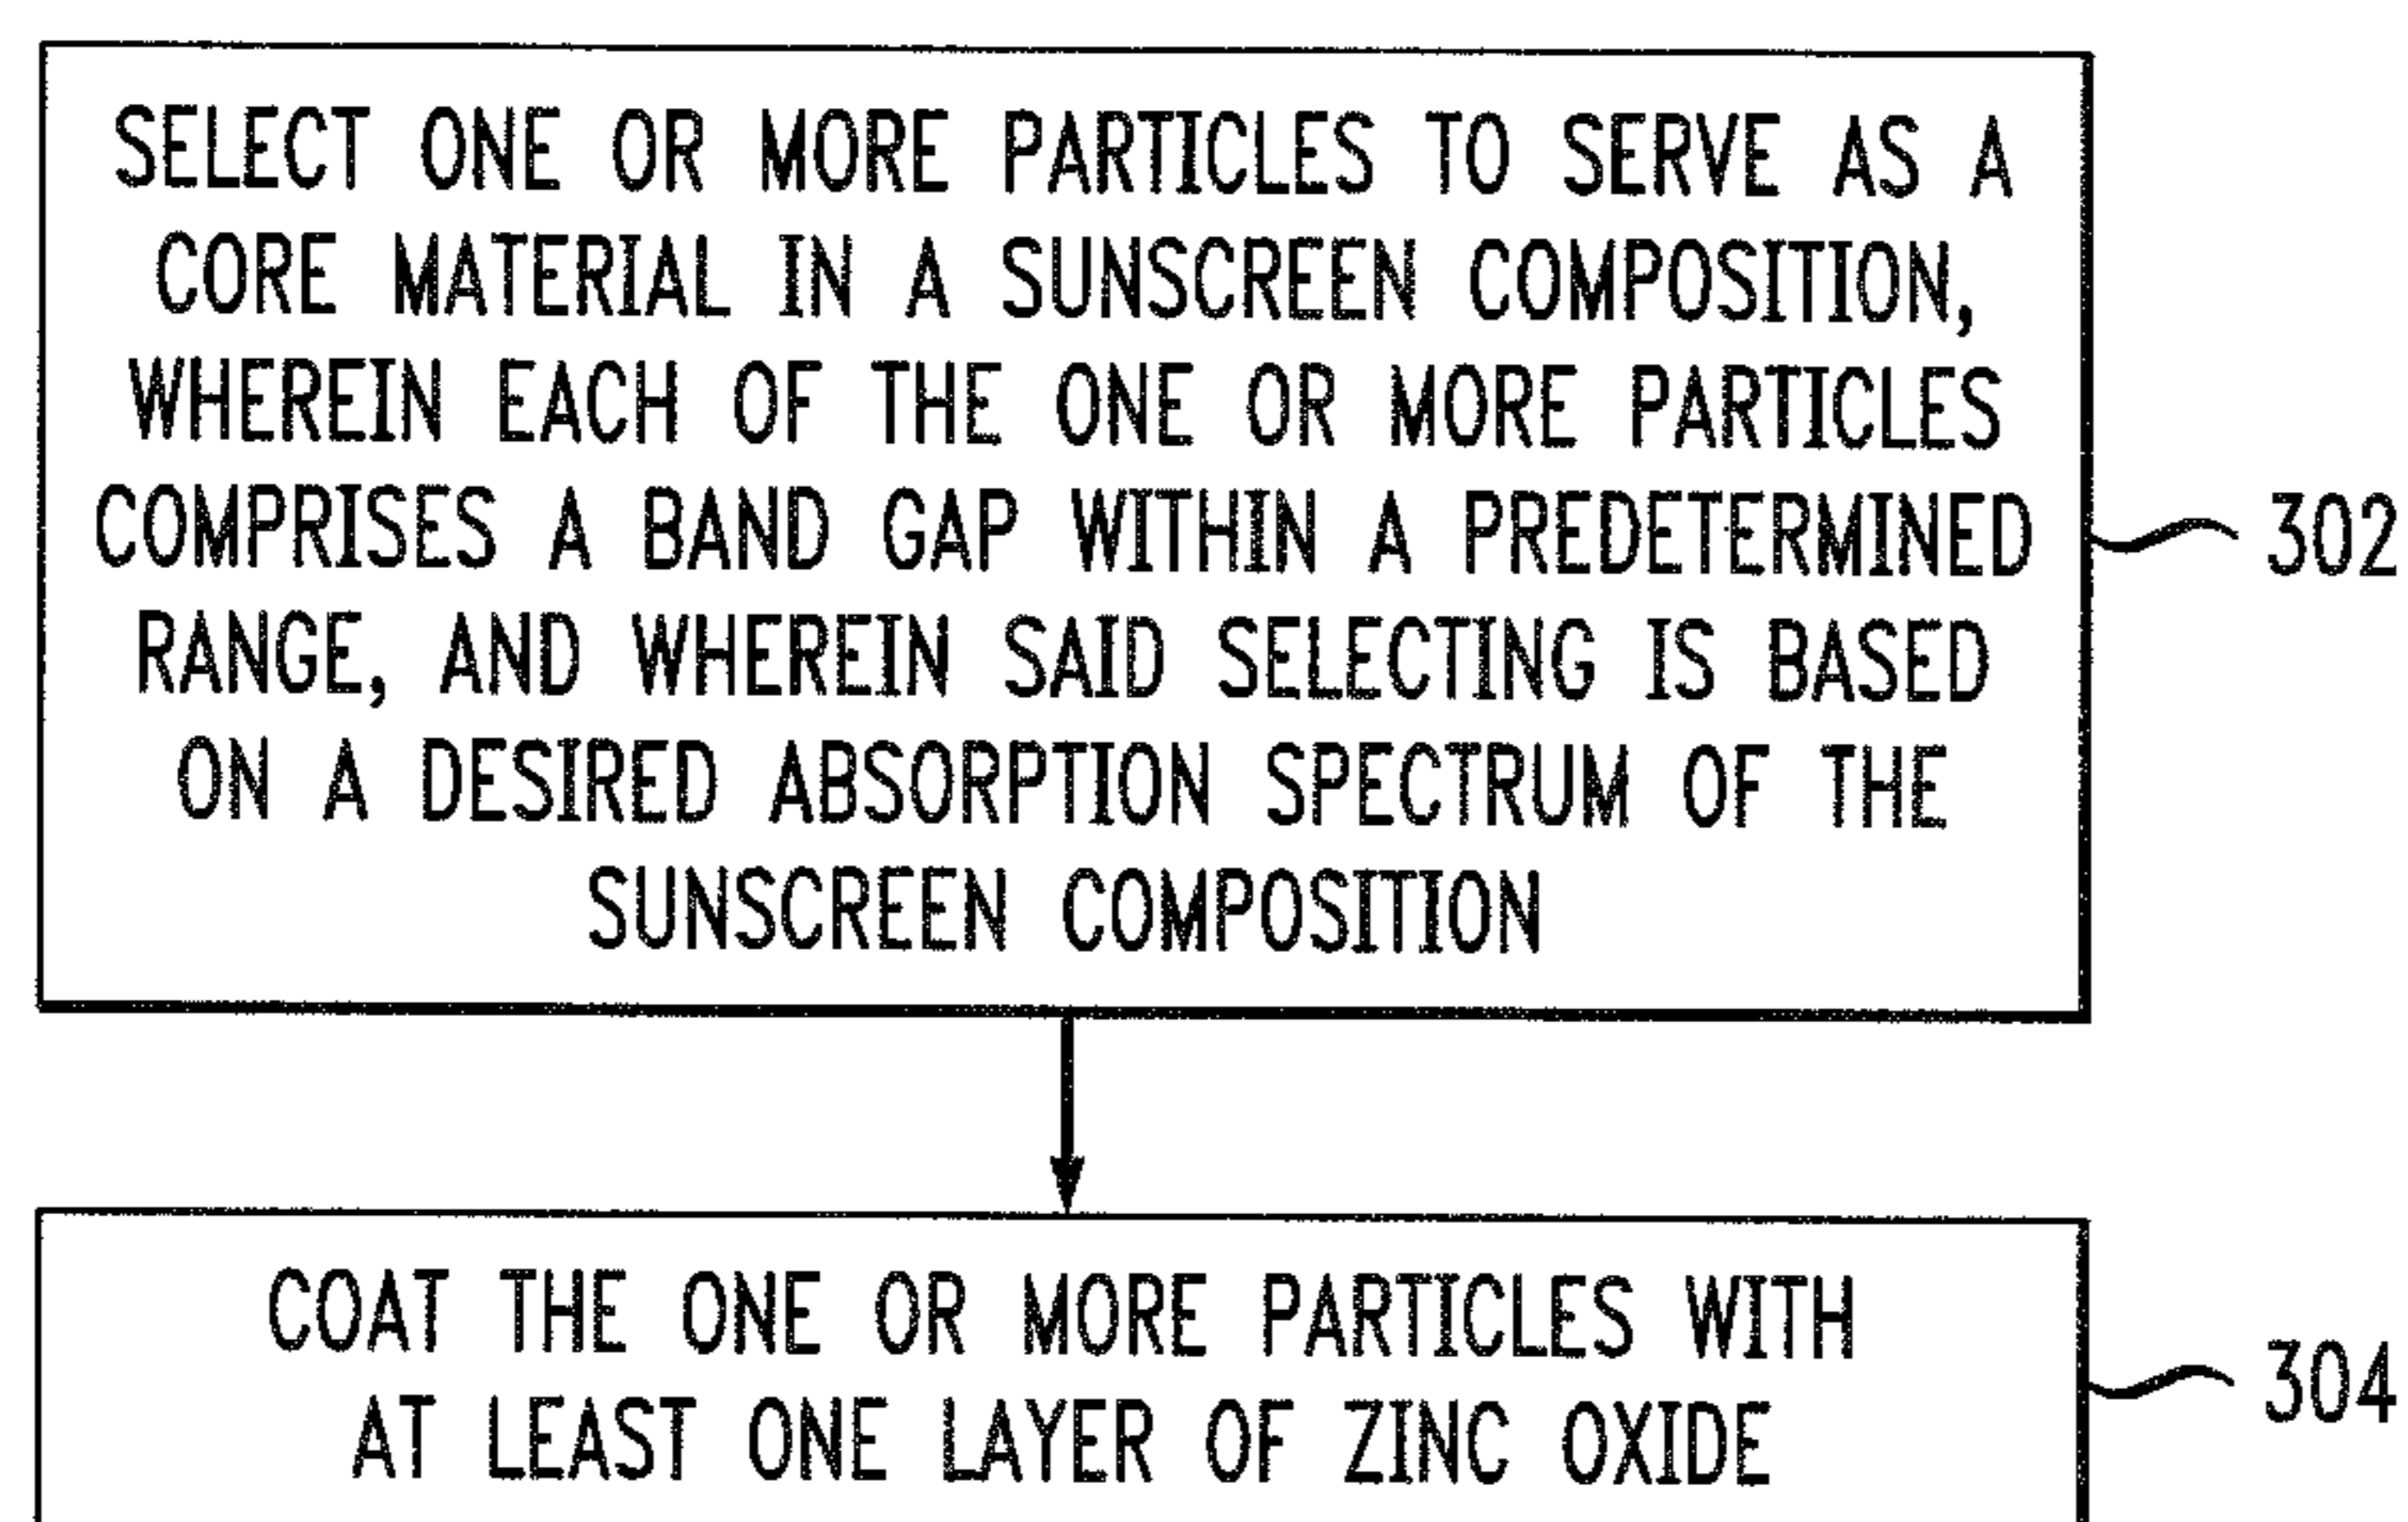 SELECT ONE OR MORE PARTICLES TO SERVE AS A
CORE MATERIAL IN A SUNSCREEN COMPOSITION,
WHEREIN EACH OF THE ONE OR MORE PARTICLES
COMPRISES A BAND GAP WITHIN A PREDETERMINED
RANGE, AND WHEREIN SAID SELECTING IS BASED
ON A DESIRED ABSORPTION SPECTRUM OF THE
SUNSCREEN COMPOSITION
302
COAT THE ONE OR MORE PARTICLES WITH
AT LEAST ONE LAYER OF ZINC OXIDE
304